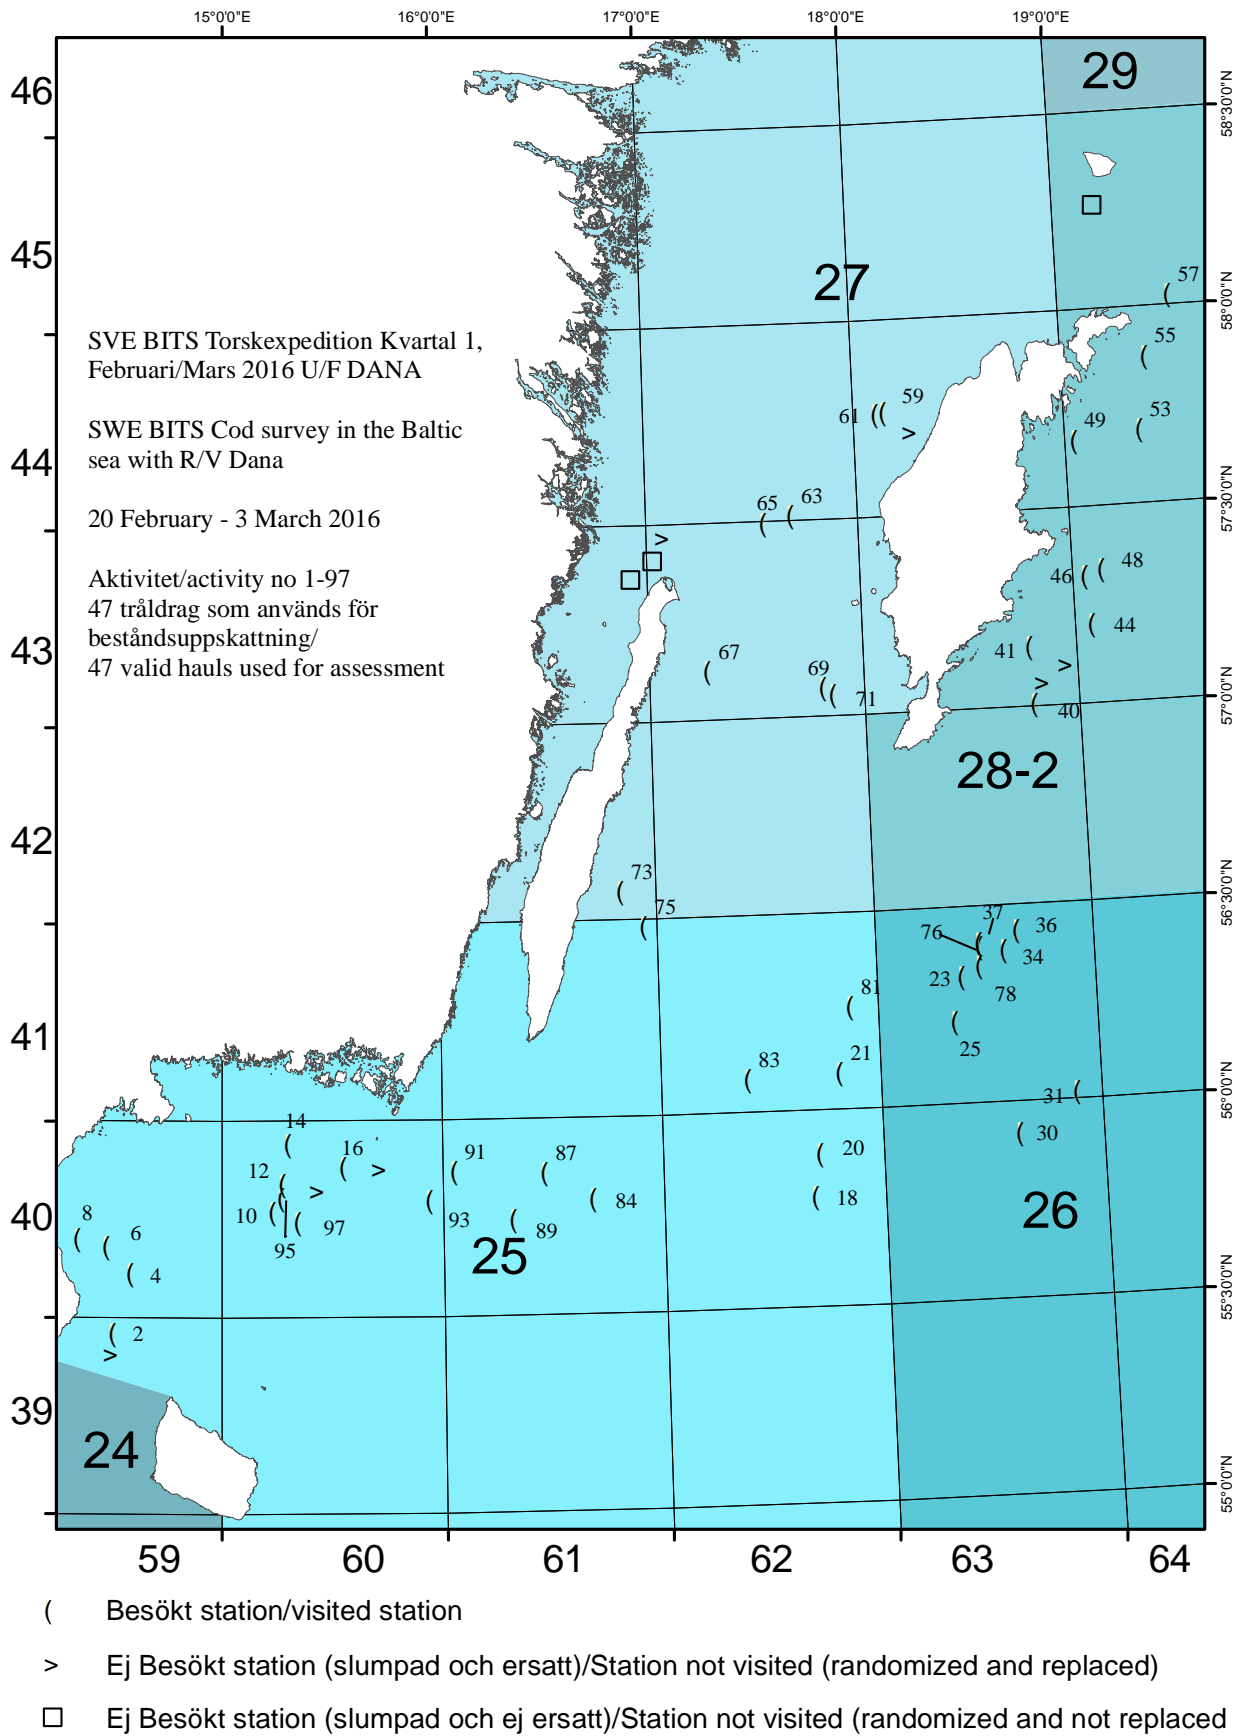 15°0'0"E 16°0'0"E 17°0'0"E 18°0'0"E 19°0'0"E
46
29
58°30'0"N
45
27
57
58°0'0"N
SVE BITS Torskexpedition Kvartal 1,
Februari/Mars 2016 U/F DANA
55
SWE BITS Cod survey in the Baltic
sea with R/V Dana
59
61
53
49
44
20 February - 3 March 2016
65
63
57°30'0"N
Aktivitet/activity no 1-97
47 tråldrag som används för
beståndsuppskattning/
47 valid hauls used for assessment
46
48
44
43
41
67
69
71
40
57°0'0"N
28-2
42
73
75
56°30'0"N
37
76
36
34
23
78
81
41
25
21
83
31
56°0'0"N
14
30
16
12
91
87
20
10
97
93
89
84
18
26
40
8
6
95
25
4
55°30'0"N
2
39
24
55°0'0"N
59 60 61 62 63 64
( Besökt station/visited station
> Ej Besökt station (slumpad och ersatt)/Station not visited (randomized and replaced)
□ Ej Besökt station (slumpad och ej ersatt)/Station not visited (randomized and not replaced